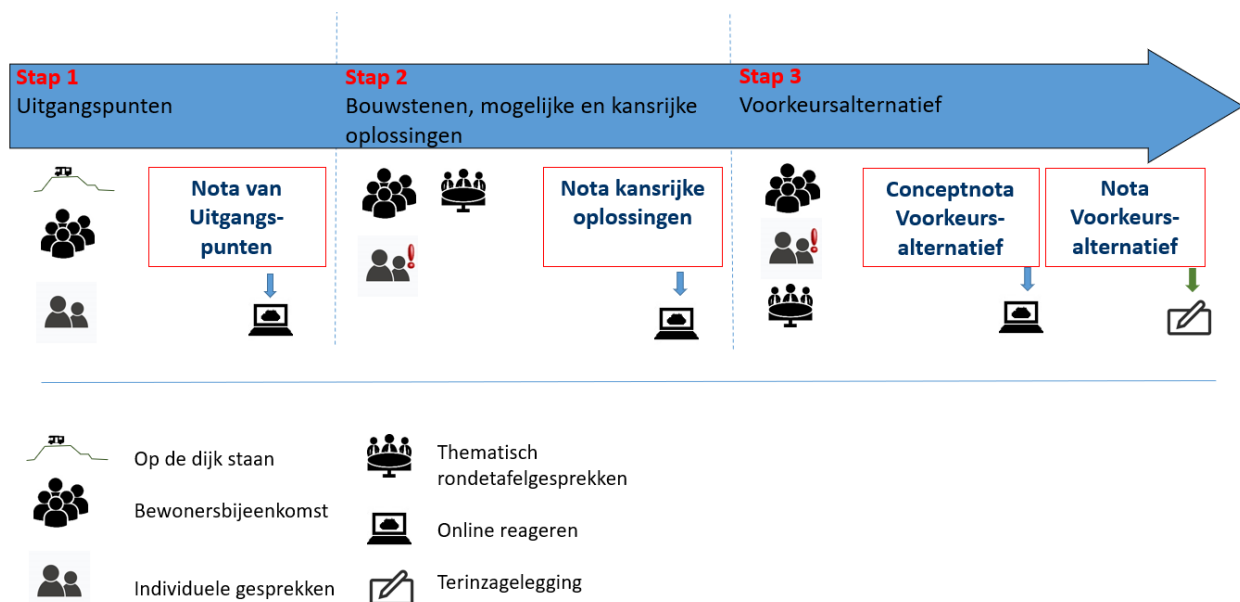 Stap 1
Uitgangspunten
Stap 2
Bouwstenen, mogelijke en kansrijke
oplossingen
Stap 3
Voorkeursalternatief
Nota van
Uitgangs-
punten
Nota kansrijke
oplossingen
Conceptnota
Voorkeurs-
alternatief
Nota
Voorkeurs-
alternatief
Op de dijk staan
Bewonersbijeenkomst
Individuele gesprekken
Thematisch
rondetafelgesprekken
Online reageren
Terinzagelegging